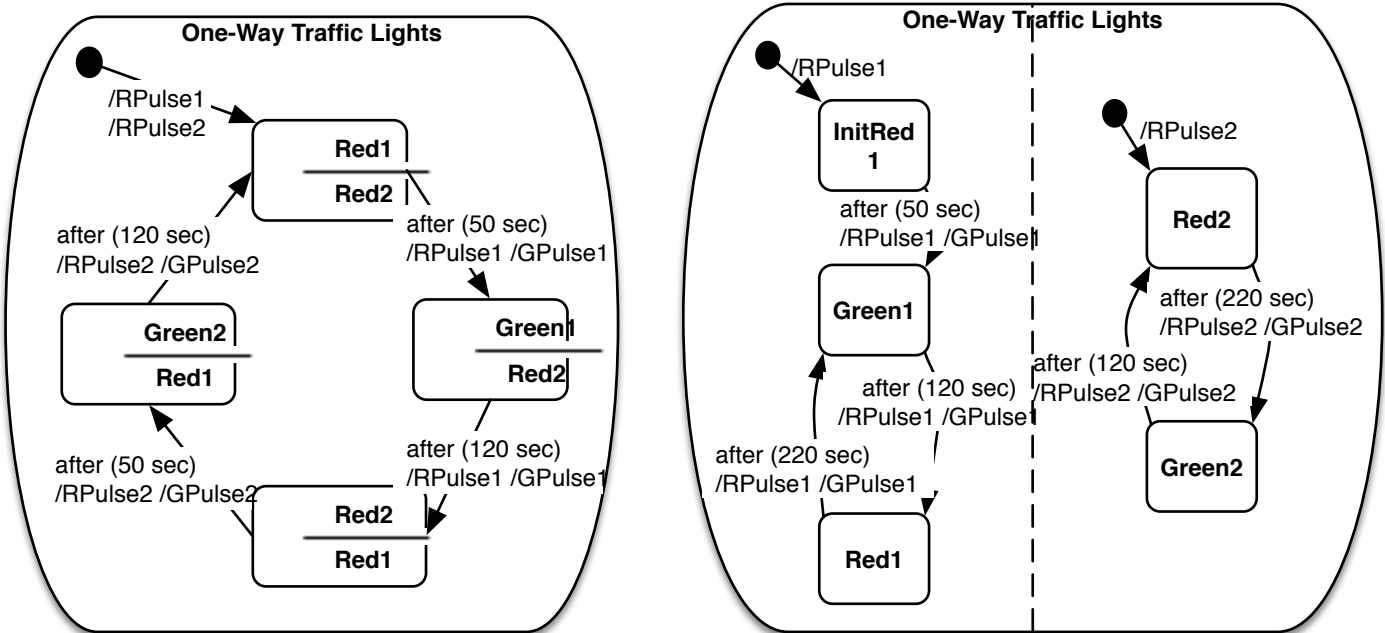 One-Way Traffic Lights
/RPulse1
/RPulse2
Red1
Red2
after (50 sec)
/RPulse1 /GPulse1
Green1
Red2
after (120 sec)
/RPulse1 /GPulse1
Red2
Red1
after (50 sec)
/RPulse2 /GPulse2
Green2
Red1
after (120 sec)
/RPulse2 /GPulse2
One-Way Traffic Lights
/RPulse1
InitRed
1
after (50 sec)
/RPulse1 /GPulse1
Green1
after (120 sec)
/RPulse1 /GPulse1
after (220 sec)
/RPulse1 /GPulse1
Red1
/RPulse2
Red2
after (220 sec)
/RPulse2 /GPulse2
after (120 sec)
/RPulse2 /GPulse2
Green2